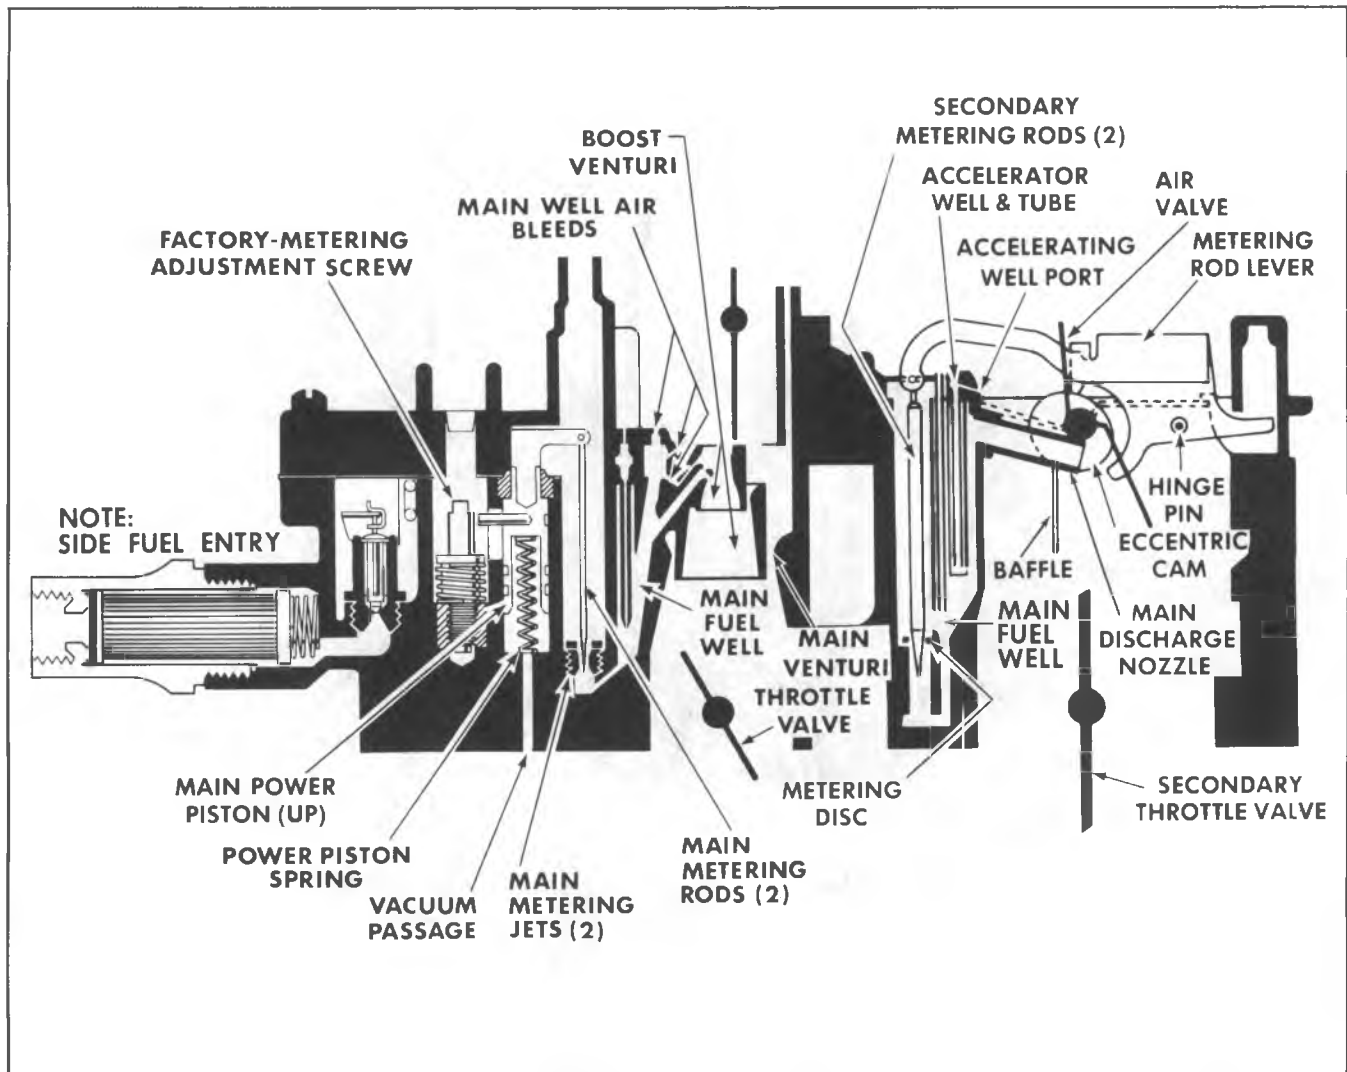 SECONDARY
METERING RODS (2)
BOOST
VENTURI
ACCELERATOR
WELL & TUBE
AIR
VALVE
MAIN WELL AIR
BLEEDS
FACTORY-METERING
ADJUSTMENT SCREW
ACCELERATING
WELL PORT
METERING
ROD LEVER
NOTE:
SIDE FUEL ENTRY
HINGE
PIN
ECCENTRIC
CAM
BAFFLE
MAIN
FUEL
WELL
MAIN
VENTURI
MAIN
FUEL
WELL
MAIN
DISCHARGE
NOZZLE
THROTTLE
VALVE
MAIN POWER
PISTON (UP)
METERING
DISC
SECONDARY
THROTTLE VALVE
POWER PISTON
SPRING
MAIN
METERING
RODS (2)
VACUUM
PASSAGE
MAIN
METERING
JETS (2)